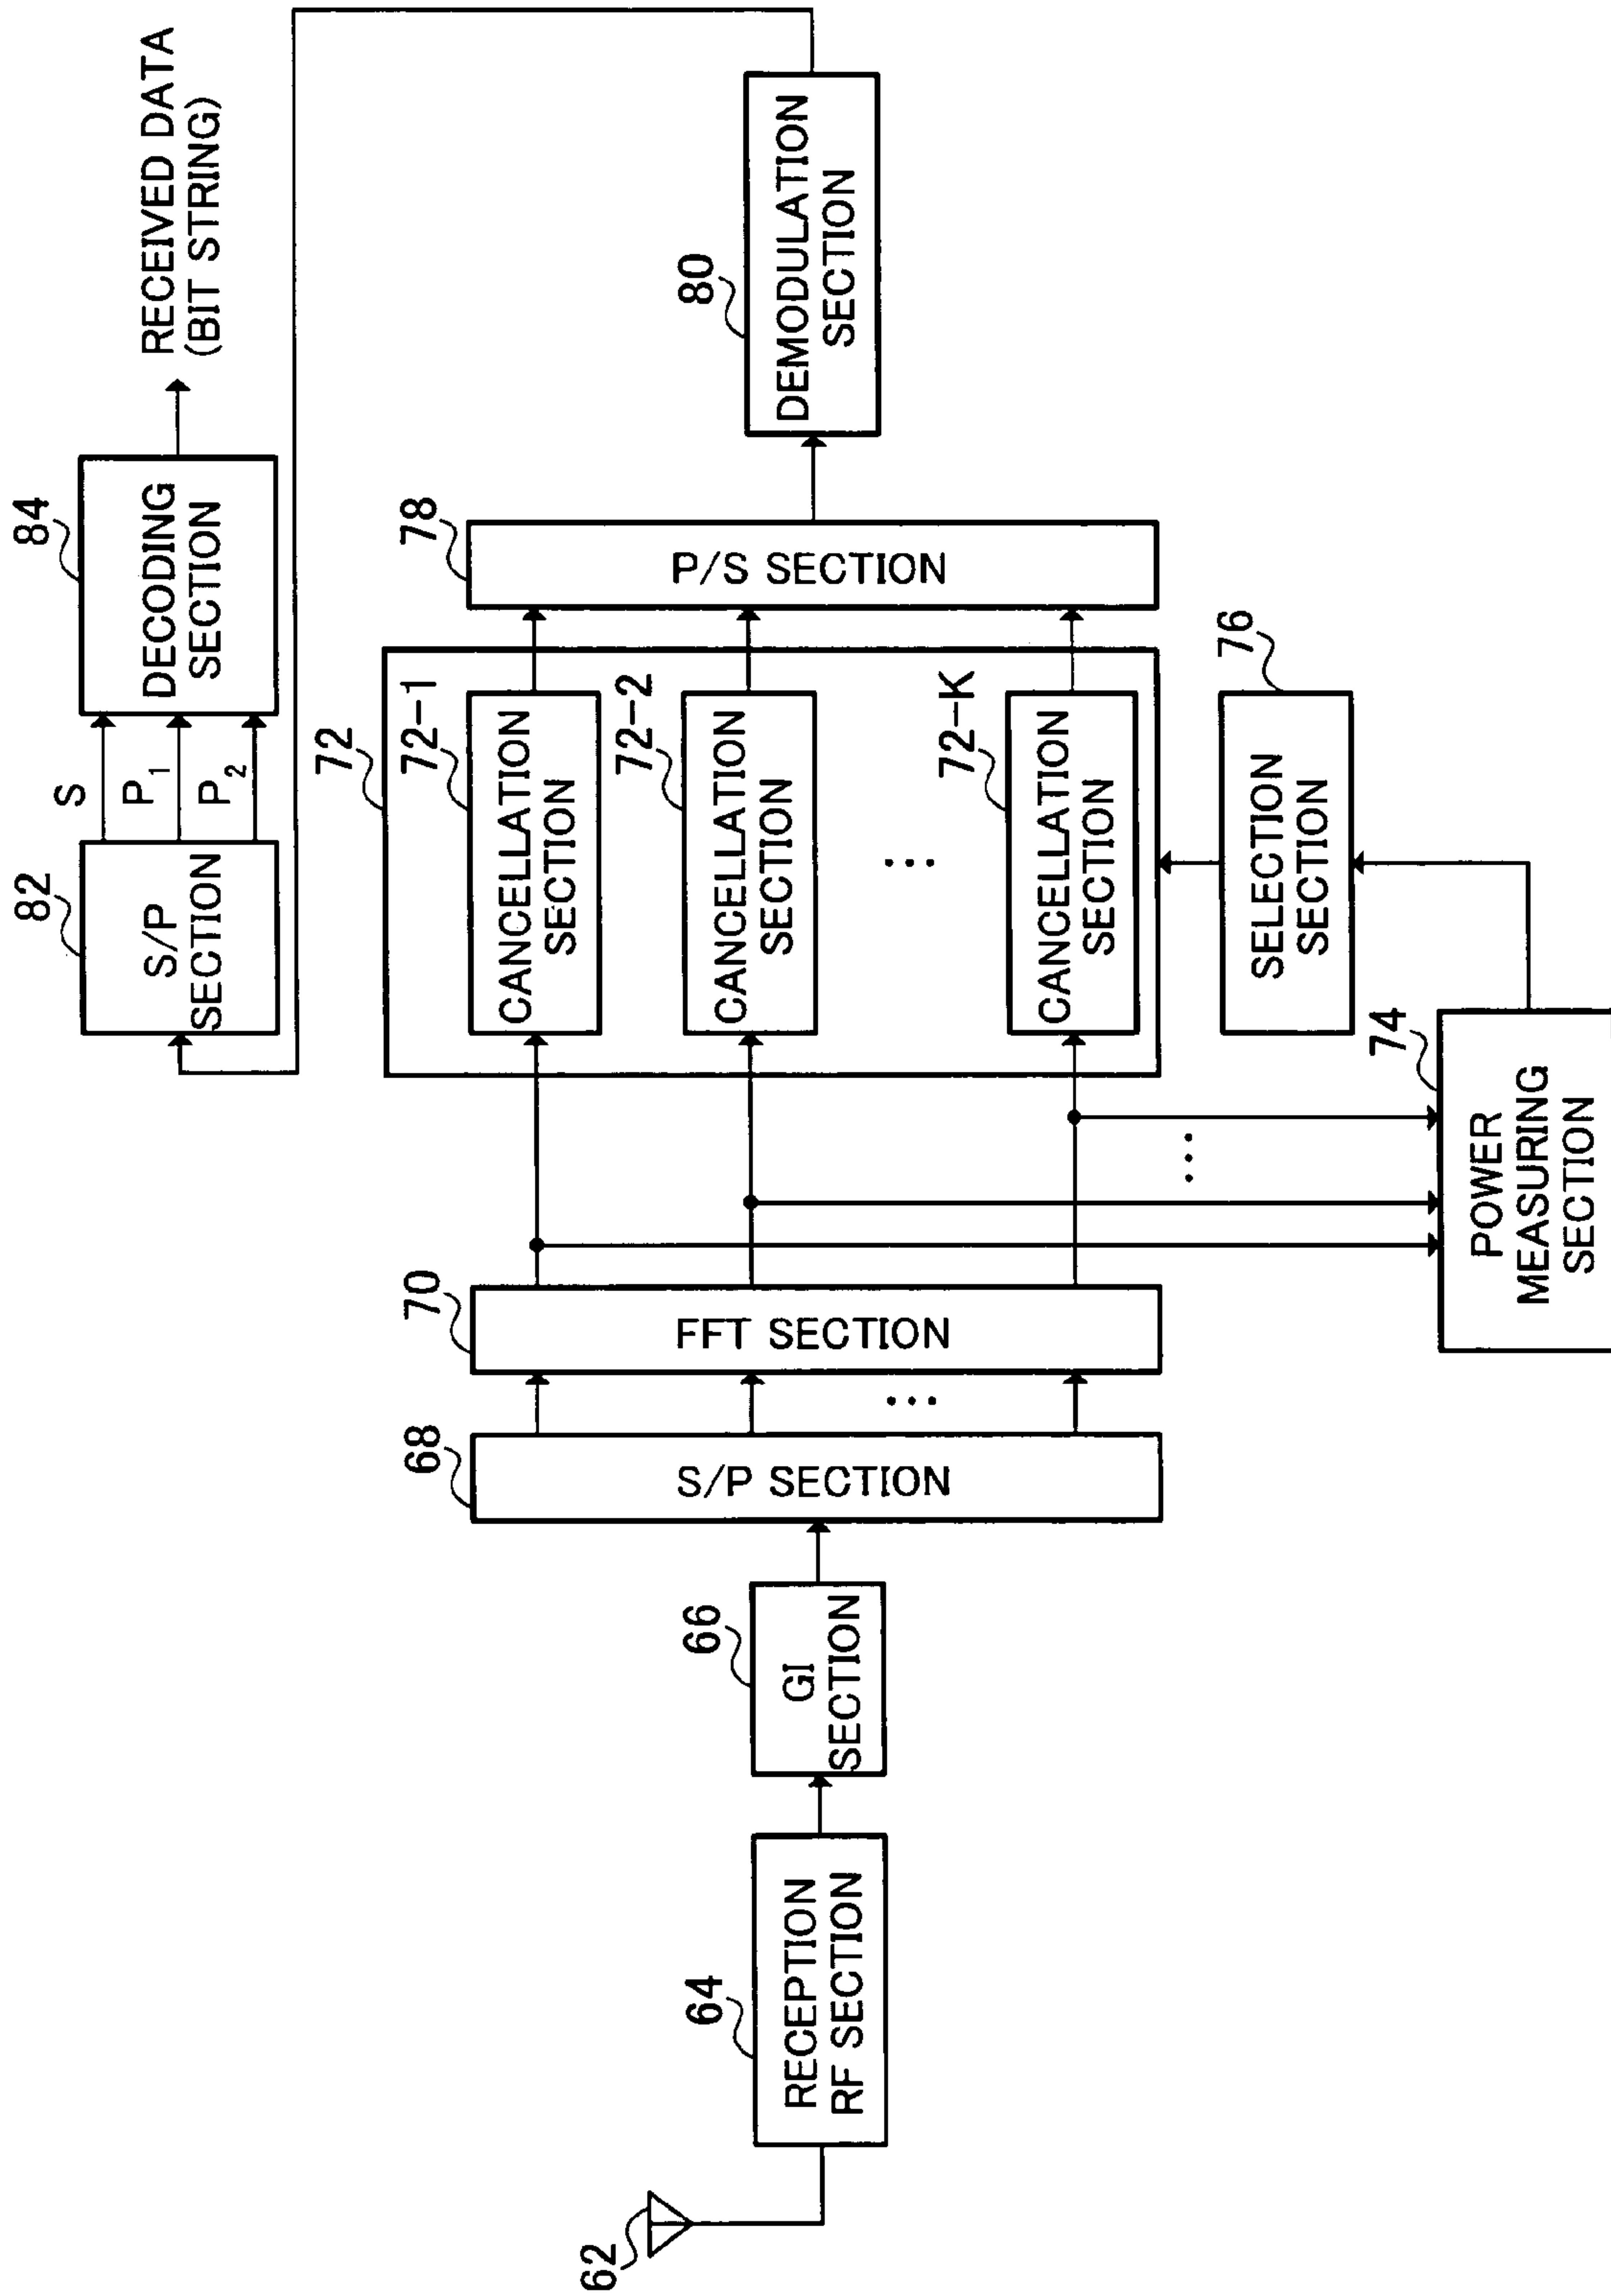 62
64
RECEPTION
RF SECTION
66
GI
SECTION
68
S/P SECTION
...
70
FFT SECTION
...
74
POWER
MEASURING
SECTION
72
72-1
CANCELLATION
SECTION
72-2
CANCELLATION
SECTION
...
72-K
CANCELLATION
SECTION
76
SELECTION
SECTION
78
P/S SECTION
80
DEMODULATION
SECTION
82
S/P
SECTION
S
P1
P2
84
DECODING
SECTION
RECEIVED DATA
(BIT STRING)